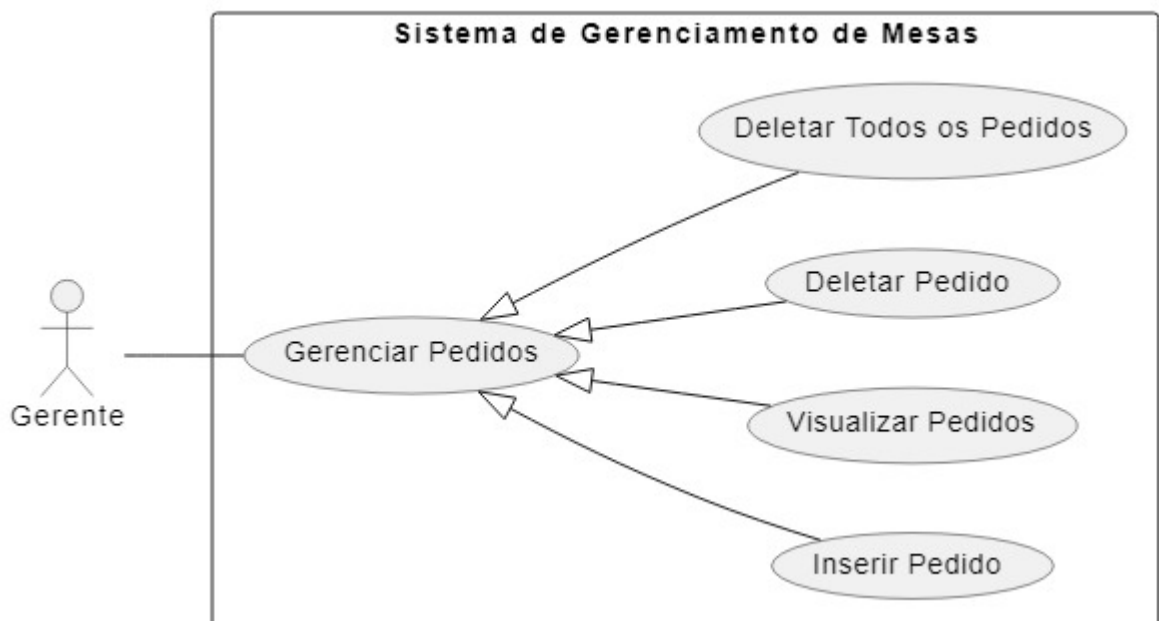 Sistema de Gerenciamento de Mesas
Deletar Todos os Pedidos
Deletar Pedido
Gerenciar Pedidos
Gerente
Visualizar Pedidos
Inserir Pedido